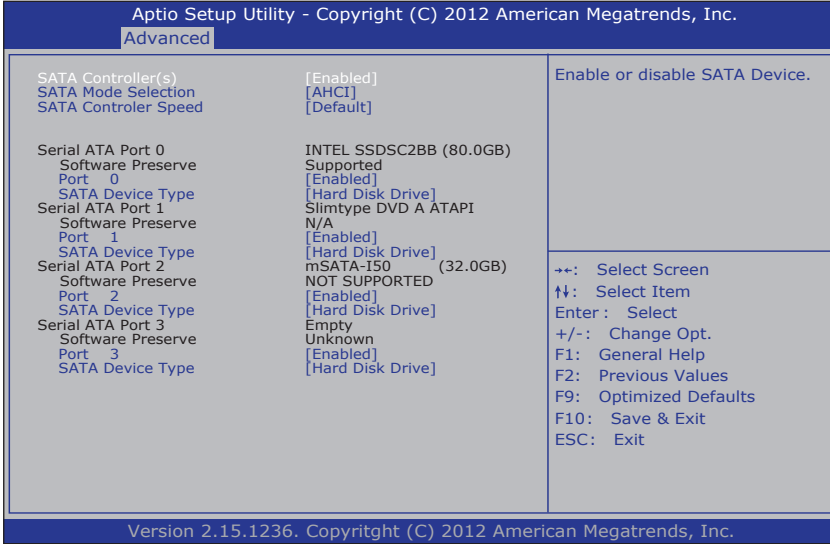 Aptio Setup Utility - Copyright (C) 2012 American Megatrends, Inc.
Advanced
SATA Controller(s) [Enabled]
SATA Mode Selection [AHCI]
SATA Controler Speed [Default]
Serial ATA Port 0 INTEL SSDSC2BB (80.0GB)
Software Preserve Supported
Port 0 [Enabled]
SATA Device Type [Hard Disk Drive]
Serial ATA Port 1 Slimtype DVD A ATAPI
Software Preserve N/A
Port 1 [Enabled]
SATA Device Type [Hard Disk Drive]
Serial ATA Port 2 mSATA-I50 (32.0GB)
Software Preserve NOT SUPPORTED
Port 2 [Enabled]
SATA Device Type [Hard Disk Drive]
Serial ATA Port 3 Empty
Software Preserve Unknown
Port 3 [Enabled]
SATA Device Type [Hard Disk Drive]
Enable or disable SATA Device.
→←: Select Screen
↑↓: Select Item
Enter : Select
+/-: Change Opt.
F1: General Help
F2: Previous Values
F9: Optimized Defaults
F10: Save & Exit
ESC: Exit
Version 2.15.1236. Copyritght (C) 2012 American Megatrends, Inc.